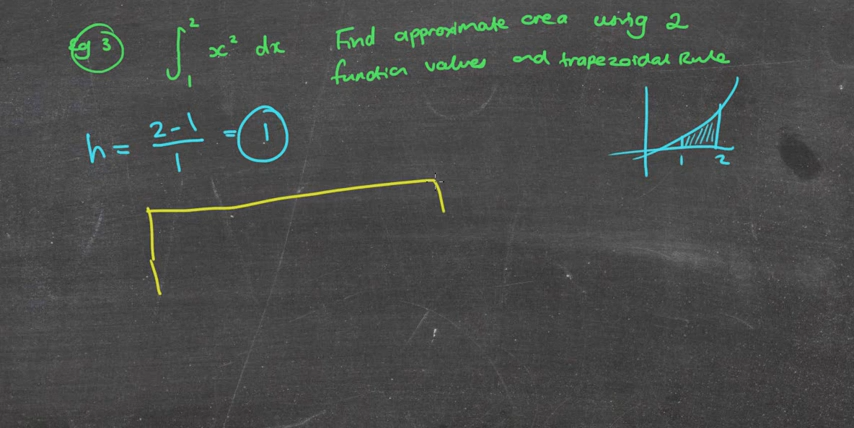 Eg 3
∫₁² x² dx
Find approximate area using 2
function values and trapezoidal Rule
h = (2-1)/1 = 1
1 2